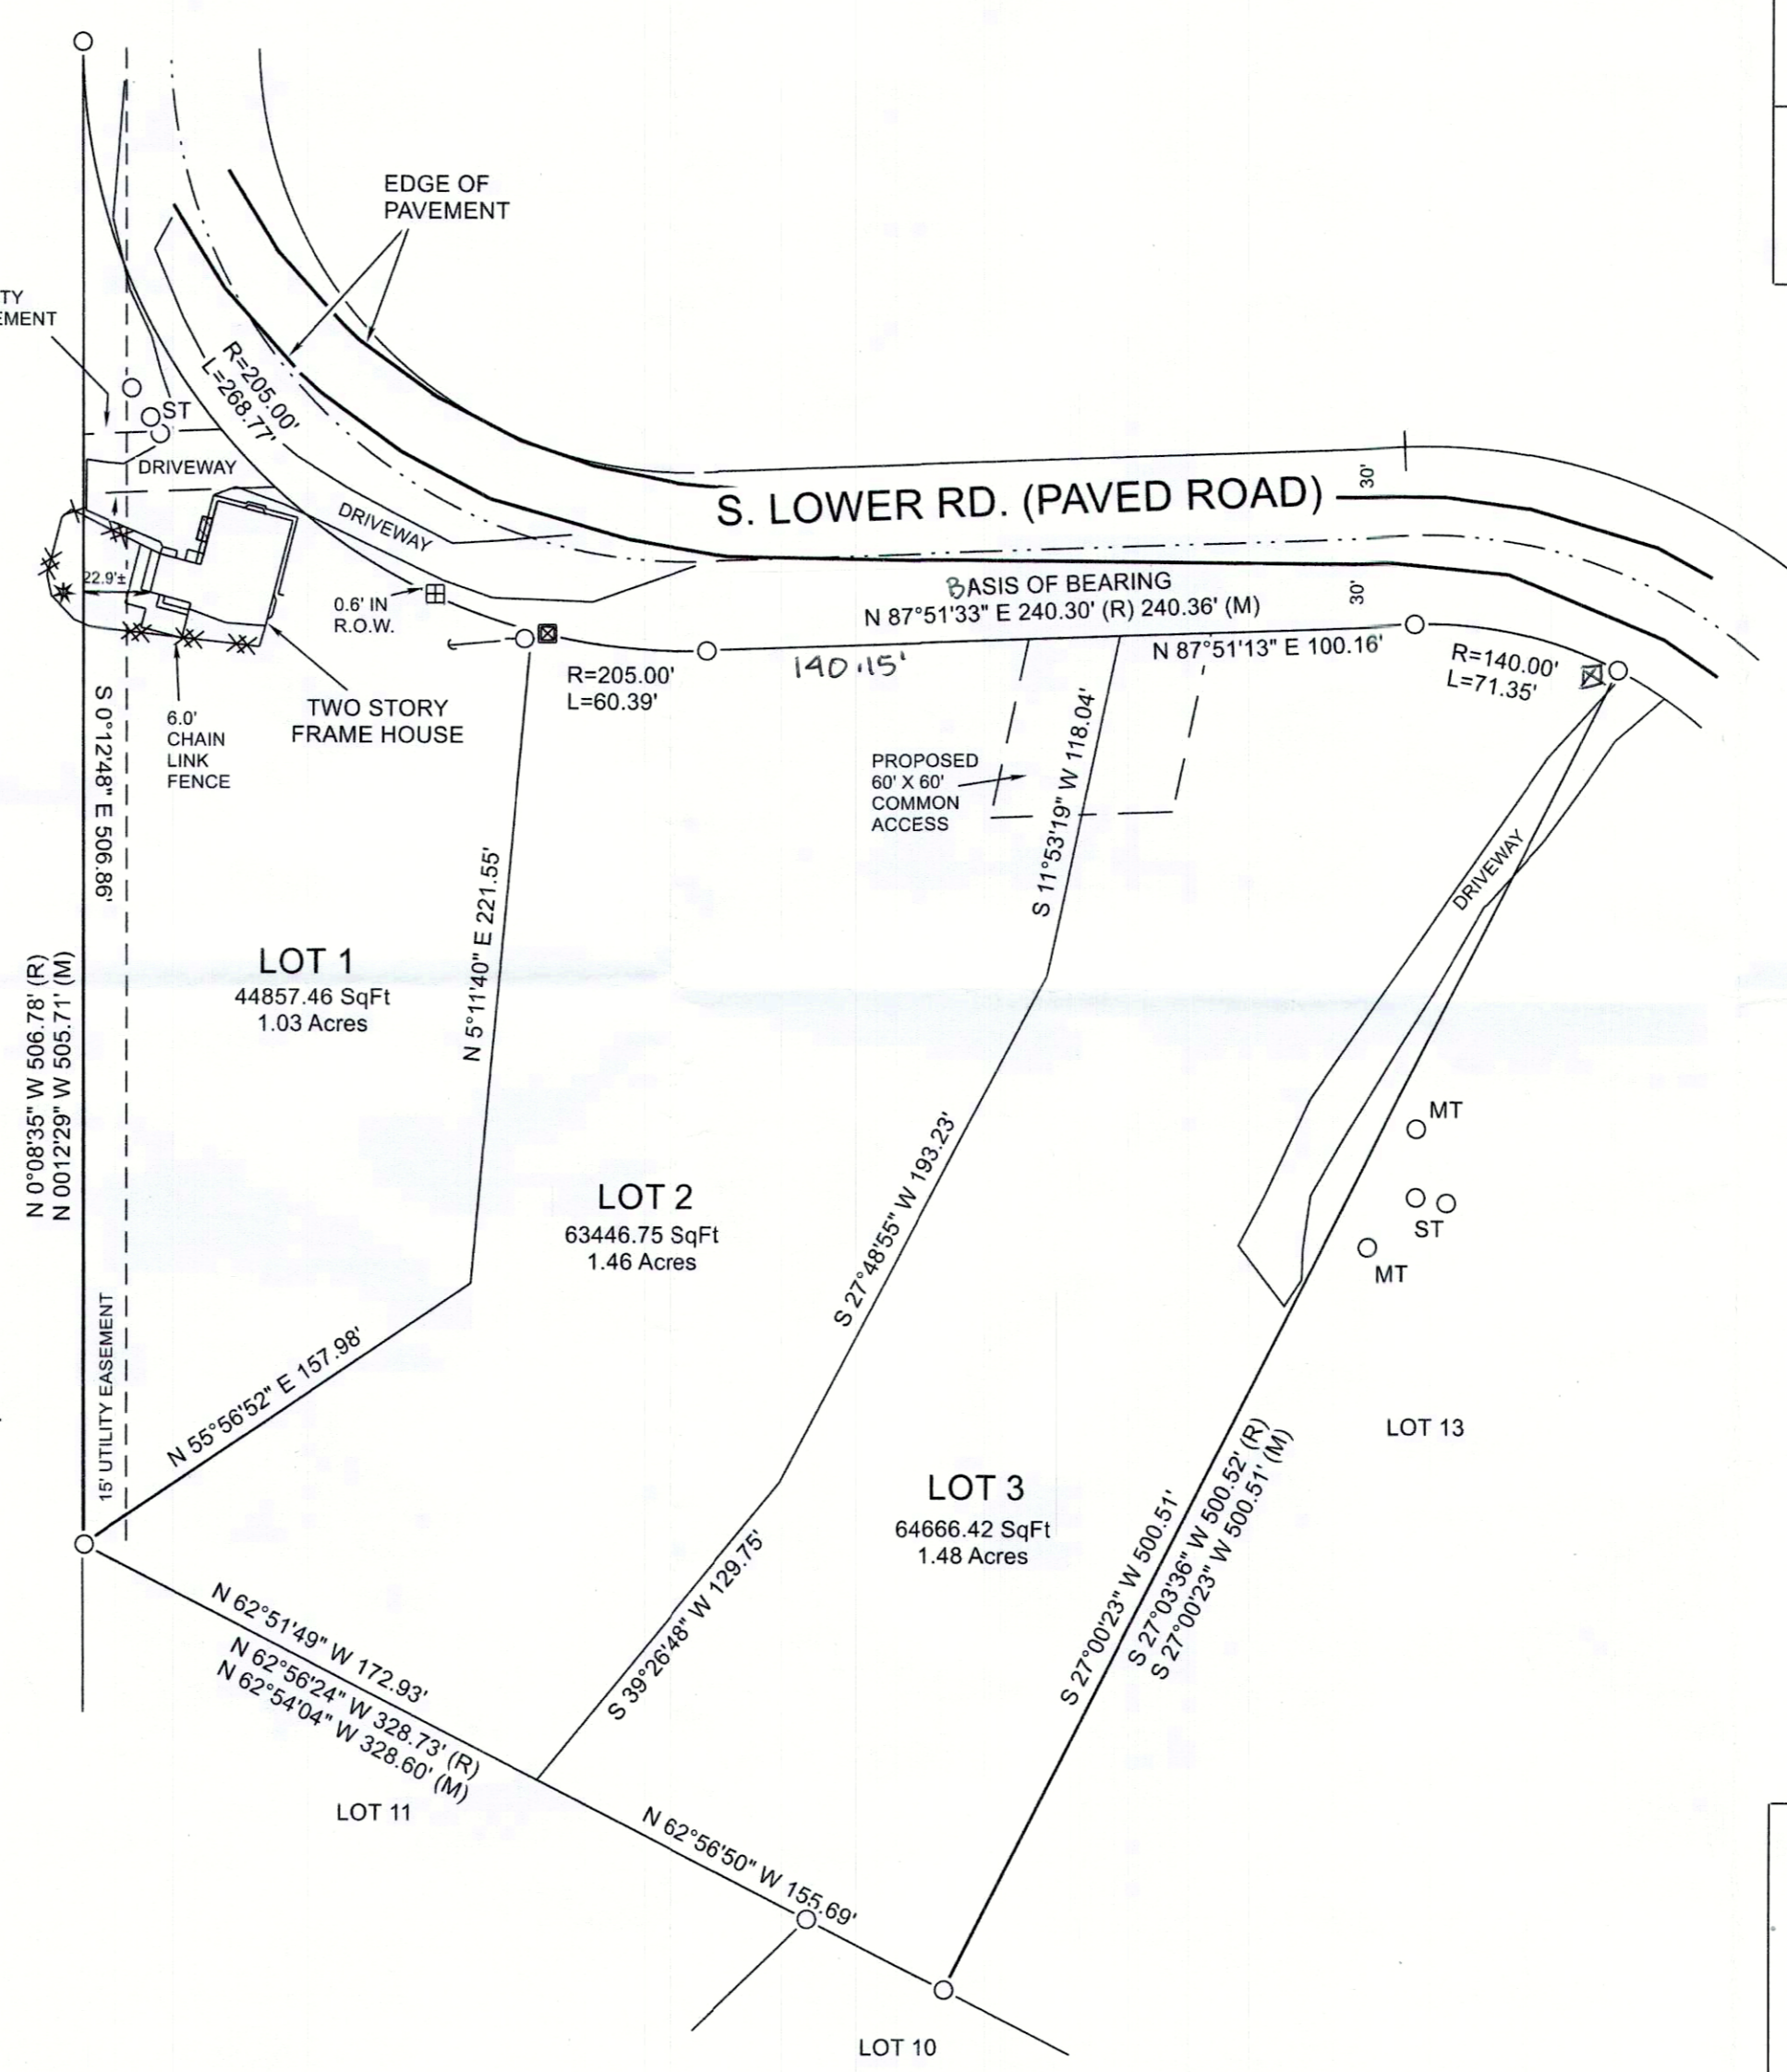 EDGE OF
PAVEMENT
TY
EMENT
R=205.00'
L=268.77'
ST
DRIVEWAY
DRIVEWAY
S. LOWER RD. (PAVED ROAD)
30'
30'
BASIS OF BEARING
N 87°51'33" E 240.30' (R) 240.36' (M)
N 87°51'13" E 100.16'
140.15'
R=140.00'
L=71.35'
22.9'±
0.6' IN
R.O.W.
R=205.00'
L=60.39'
TWO STORY
FRAME HOUSE
6.0'
CHAIN
LINK
FENCE
PROPOSED
60' X 60'
COMMON
ACCESS
S 11°53'19" W 118.04'
DRIVEWAY
S 0°12'48" E 506.86'
N 0°08'35" W 506.78' (R)
N 0012'29" W 505.71' (M)
LOT 1
44857.46 SqFt
1.03 Acres
N 5°11'40" E 221.55'
LOT 2
63446.75 SqFt
1.46 Acres
S 27°48'55" W 193.23'
MT
ST
MT
15' UTILITY EASEMENT
N 55°56'52" E 157.98'
LOT 13
LOT 3
64666.42 SqFt
1.48 Acres
S 27°00'23" W 500.51'
S 27°03'36" W 500.52' (R)
S 27°00'23" W 500.51' (M)
S 39°26'48" W 129.75'
N 62°51'49" W 172.93'
N 62°56'24" W 328.73' (R)
N 62°54'04" W 328.60' (M)
LOT 11
N 62°56'50" W 155.69'
LOT 10